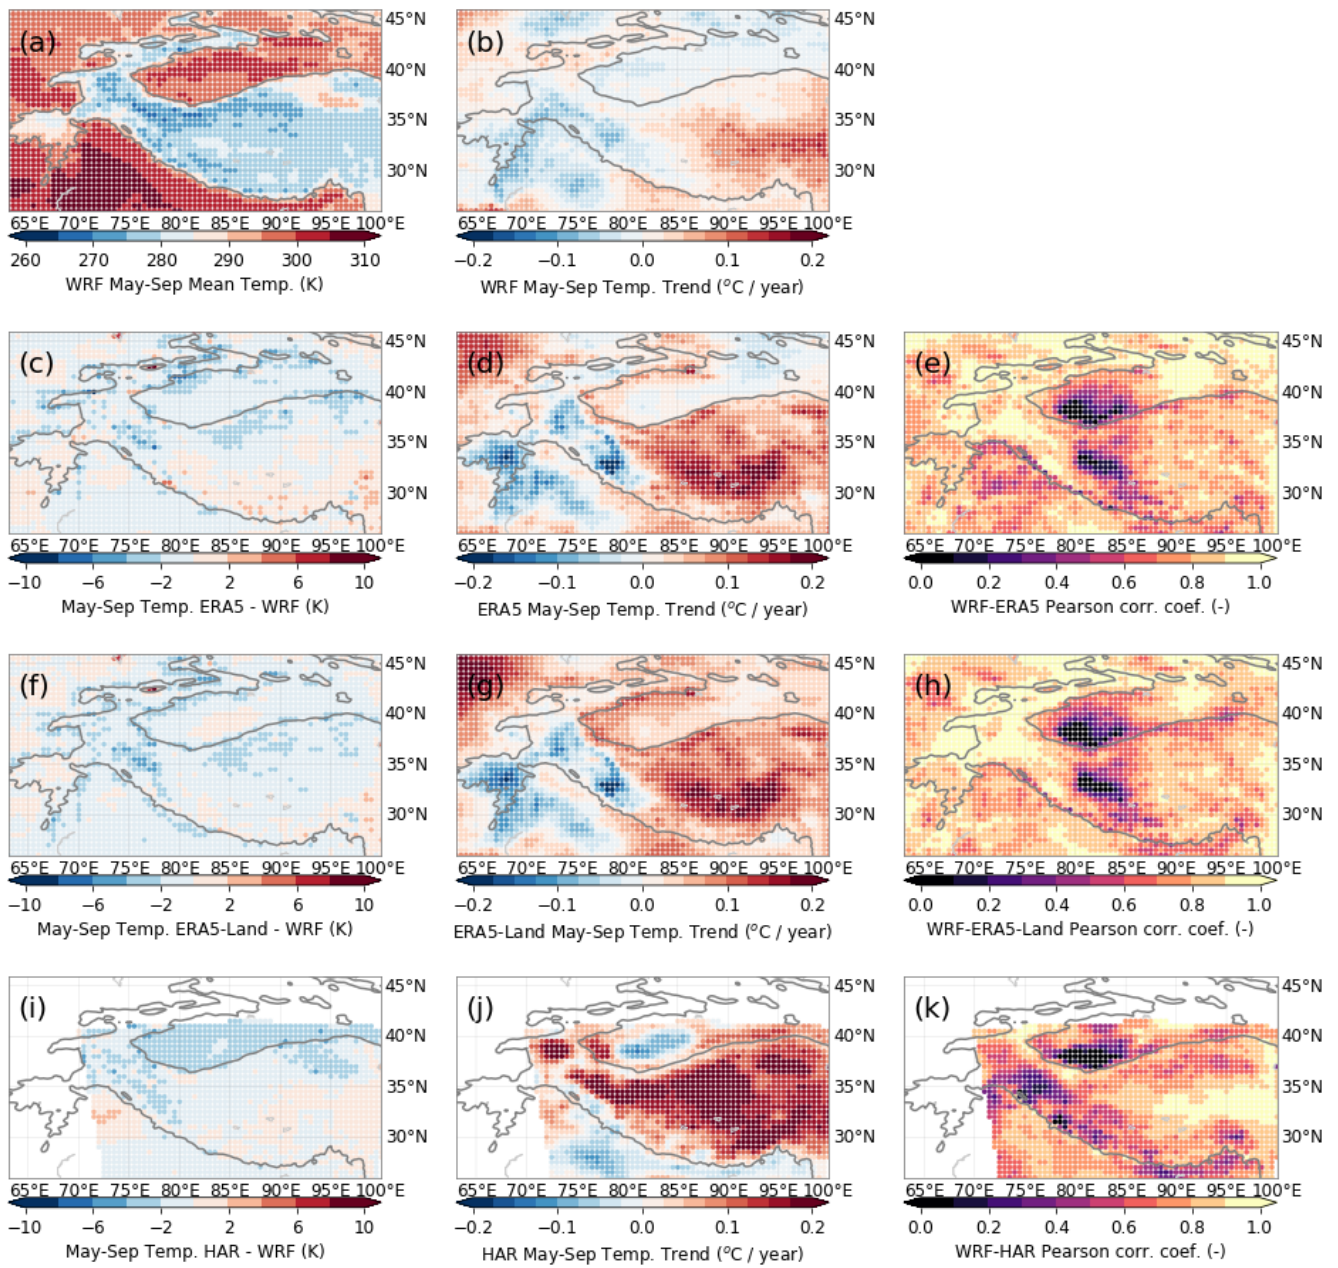 (a)
45°N
40°N
35°N
30°N
65°E 70°E 75°E 80°E 85°E 90°E 95°E 100°E
260 270 280 290 300 310
WRF May-Sep Mean Temp. (K)
(b)
45°N
40°N
35°N
30°N
65°E 70°E 75°E 80°E 85°E 90°E 95°E 100°E
−0.2 −0.1 0.0 0.1 0.2
WRF May-Sep Temp. Trend (°C / year)
(c)
45°N
40°N
35°N
30°N
65°E 70°E 75°E 80°E 85°E 90°E 95°E 100°E
−10 −6 −2 2 6 10
May-Sep Temp. ERA5 - WRF (K)
(d)
45°N
40°N
35°N
30°N
65°E 70°E 75°E 80°E 85°E 90°E 95°E 100°E
−0.2 −0.1 0.0 0.1 0.2
ERA5 May-Sep Temp. Trend (°C / year)
(e)
45°N
40°N
35°N
30°N
65°E 70°E 75°E 80°E 85°E 90°E 95°E 100°E
0.0 0.2 0.4 0.6 0.8 1.0
WRF-ERA5 Pearson corr. coef. (-)
(f)
45°N
40°N
35°N
30°N
65°E 70°E 75°E 80°E 85°E 90°E 95°E 100°E
−10 −6 −2 2 6 10
May-Sep Temp. ERA5-Land - WRF (K)
(g)
45°N
40°N
35°N
30°N
65°E 70°E 75°E 80°E 85°E 90°E 95°E 100°E
−0.2 −0.1 0.0 0.1 0.2
ERA5-Land May-Sep Temp. Trend (°C / year)
(h)
45°N
40°N
35°N
30°N
65°E 70°E 75°E 80°E 85°E 90°E 95°E 100°E
0.0 0.2 0.4 0.6 0.8 1.0
WRF-ERA5-Land Pearson corr. coef. (-)
(i)
45°N
40°N
35°N
30°N
65°E 70°E 75°E 80°E 85°E 90°E 95°E 100°E
−10 −6 −2 2 6 10
May-Sep Temp. HAR - WRF (K)
(j)
45°N
40°N
35°N
30°N
65°E 70°E 75°E 80°E 85°E 90°E 95°E 100°E
−0.2 −0.1 0.0 0.1 0.2
HAR May-Sep Temp. Trend (°C / year)
(k)
45°N
40°N
35°N
30°N
65°E 70°E 75°E 80°E 85°E 90°E 95°E 100°E
0.0 0.2 0.4 0.6 0.8 1.0
WRF-HAR Pearson corr. coef. (-)